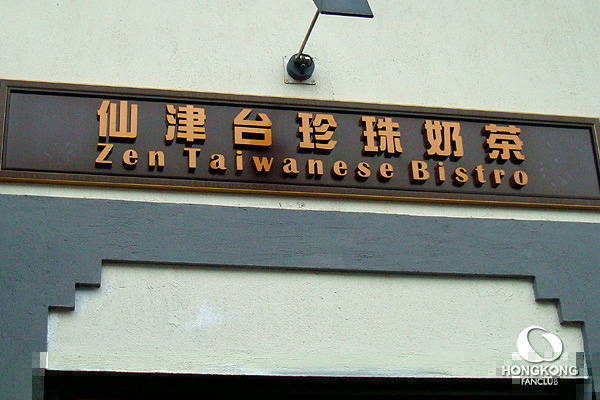 仙津台珍珠奶茶
Zen Taiwanese Bistro
HONGKONG
FANCLUB